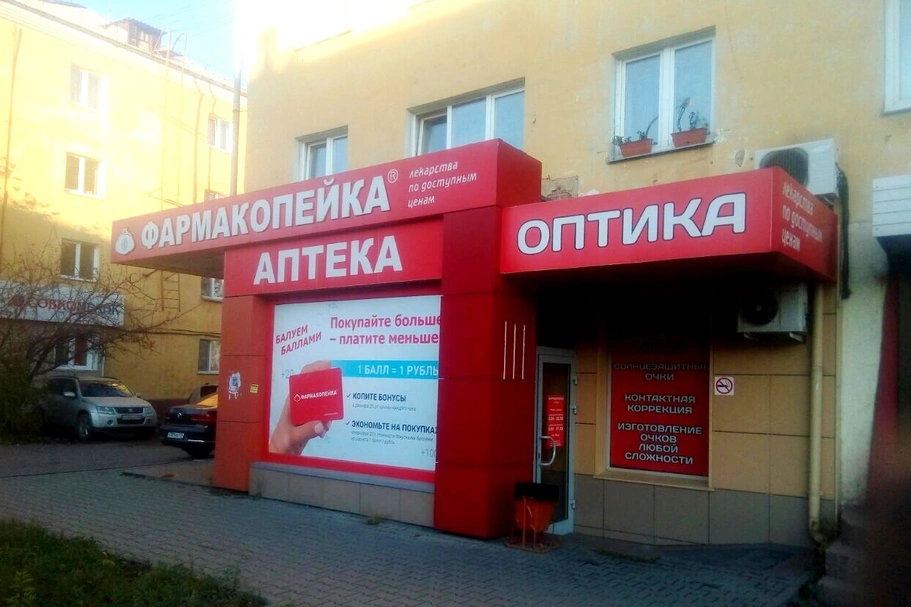 ФАРМАКОПЕЙКА®
лекарства
по доступным
ценам
АПТЕКА
ОПТИКА
лекарства
по доступным
ценам
СОВКОМБАНК
БАЛУЕМ
БАЛЛАМИ
Покупайте больше
– платите меньше
1 БАЛЛ = 1 РУБЛЬ
ФАРМАКОПЕЙКА
КОПИТЕ БОНУСЫ
ЭКОНОМЬТЕ НА ПОКУПКАХ
СОЛНЦЕЗАЩИТНЫЕ
ОЧКИ
КОНТАКТНАЯ
КОРРЕКЦИЯ
ИЗГОТОВЛЕНИЕ
ОЧКОВ
ЛЮБОЙ
СЛОЖНОСТИ